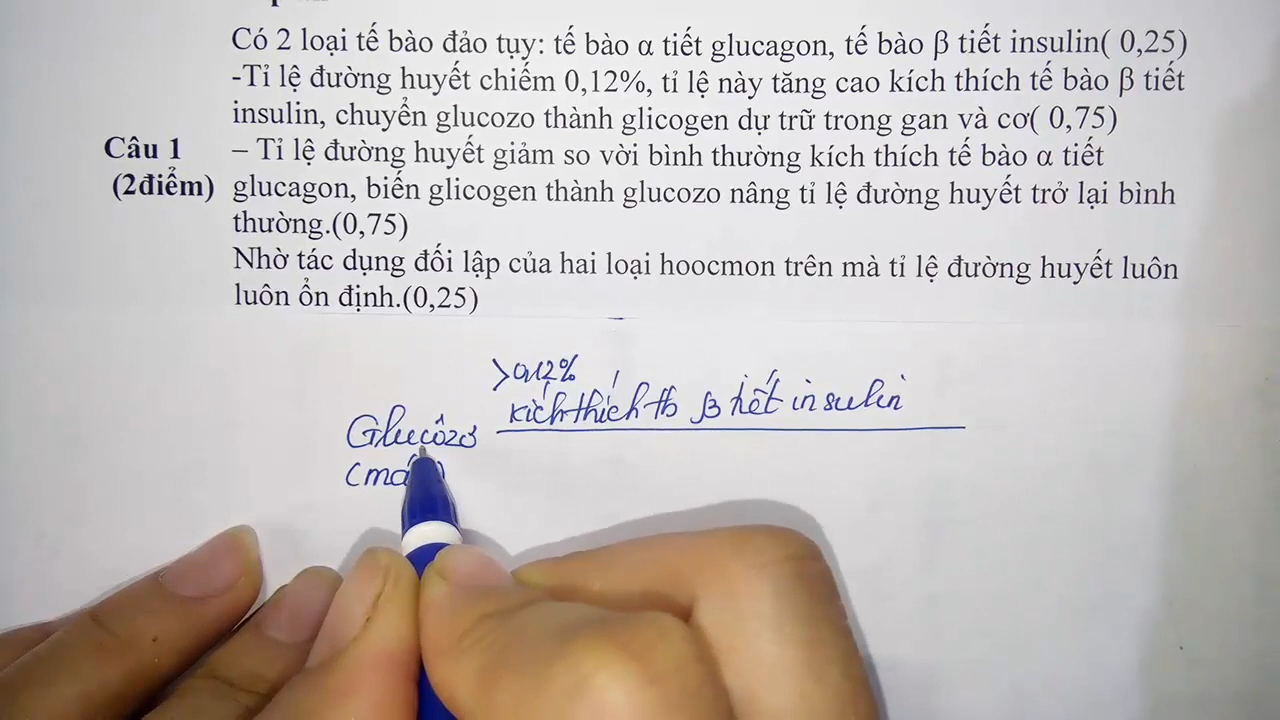 Có 2 loại tế bào đảo tụy: tế bào α tiết glucagon, tế bào β tiết insulin( 0,25)
-Tỉ lệ đường huyết chiếm 0,12%, tỉ lệ này tăng cao kích thích tế bào β tiết
insulin, chuyển glucozo thành glicogen dự trữ trong gan và cơ( 0,75)
Câu 1 – Tỉ lệ đường huyết giảm so vời bình thường kích thích tế bào α tiết
(2điểm) glucagon, biến glicogen thành glucozo nâng tỉ lệ đường huyết trở lại bình
thường.(0,75)
Nhờ tác dụng đối lập của hai loại hoocmon trên mà tỉ lệ đường huyết luôn
luôn ổn định.(0,25)
>0,12%
kích thích tb β tiết insulin
Glucôzơ